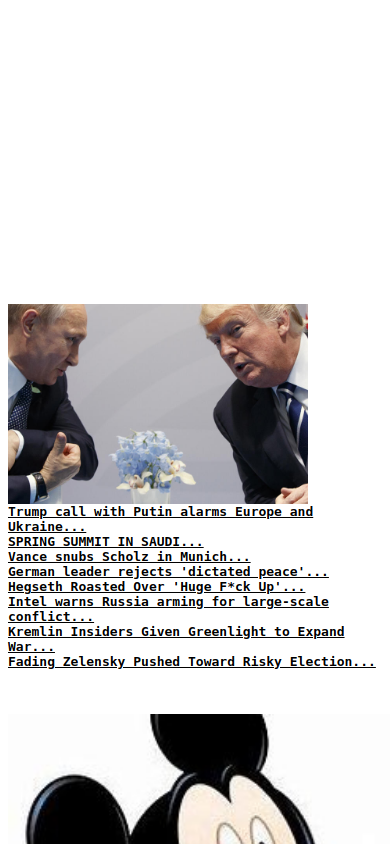 Trump call with Putin alarms Europe and
Ukraine...
SPRING SUMMIT IN SAUDI...
Vance snubs Scholz in Munich...
German leader rejects 'dictated peace'...
Hegseth Roasted Over 'Huge F*ck Up'...
Intel warns Russia arming for large-scale
conflict...
Kremlin Insiders Given Greenlight to Expand
War...
Fading Zelensky Pushed Toward Risky Election...